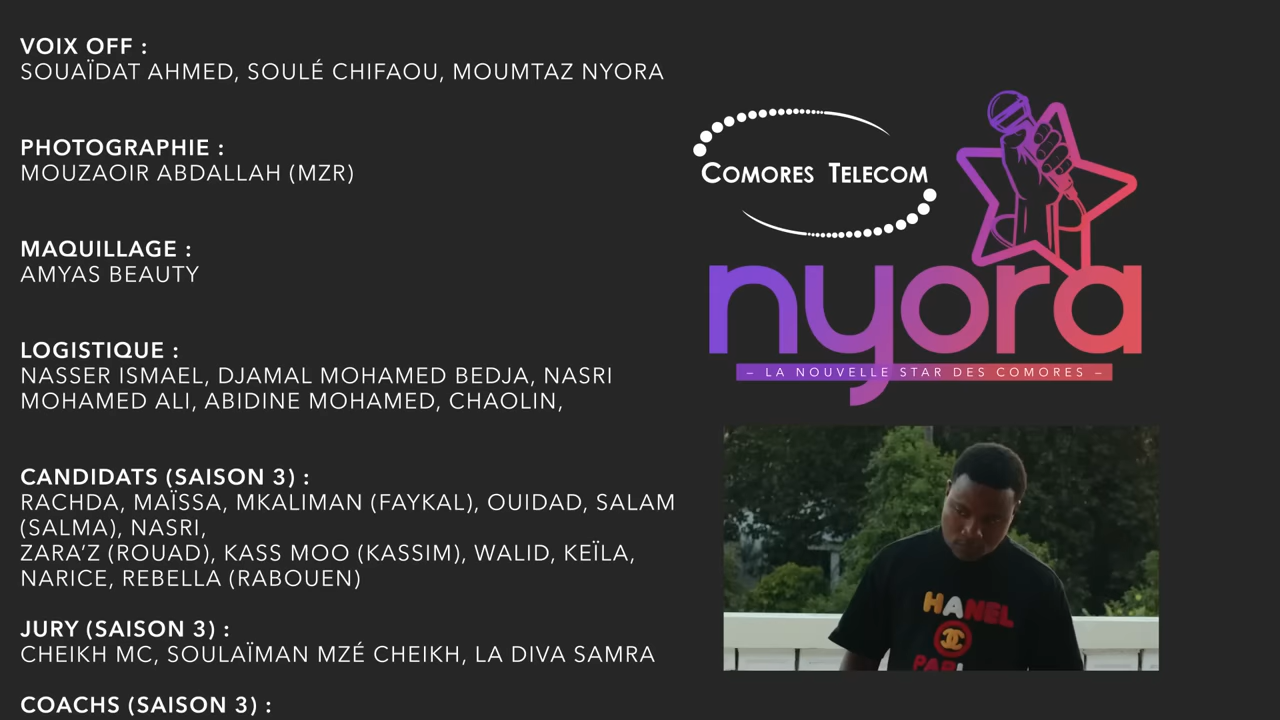 VOIX OFF :
SOUAÏDAT AHMED, SOULÉ CHIFAOU, MOUMTAZ NYORA
PHOTOGRAPHIE :
MOUZAOIR ABDALLAH (MZR)
MAQUILLAGE :
AMYAS BEAUTY
LOGISTIQUE :
NASSER ISMAEL, DJAMAL MOHAMED BEDJA, NASRI
MOHAMED ALI, ABIDINE MOHAMED, CHAOLIN,
CANDIDATS (SAISON 3) :
RACHDA, MAÏSSA, MKALIMAN (FAYKAL), OUIDAD, SALAM
(SALMA), NASRI,
ZARA'Z (ROUAD), KASS MOO (KASSIM), WALID, KEÏLA,
NARICE, REBELLA (RABOUEN)
JURY (SAISON 3) :
CHEIKH MC, SOULAÏMAN MZÉ CHEIKH, LA DIVA SAMRA
COACHS (SAISON 3) :
COMORES TELECOM
nyora
– LA NOUVELLE STAR DES COMORES –
HANEL